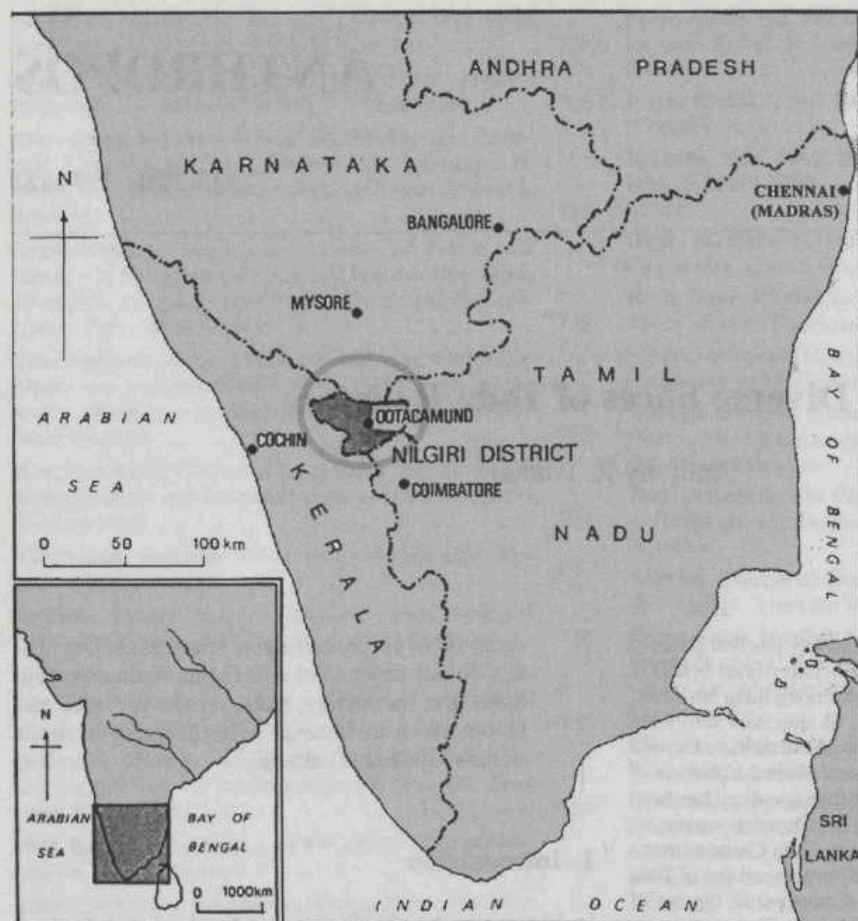 ANDHRA PRADESH
KARNATAKA
N
CHENNAI
(MADRAS)
BANGALORE
MYSORE
TAMIL
BAY OF BENGAL
ARABIAN
SEA
OOTACAMUND
COCHIN
NILGIRI DISTRICT
COIMBATORE
KERALA
NADU
0 50 100 km
N
ARABIAN
SEA
BAY OF
BENGAL
0 1000km
SRI
LANKA
INDIAN OCEAN